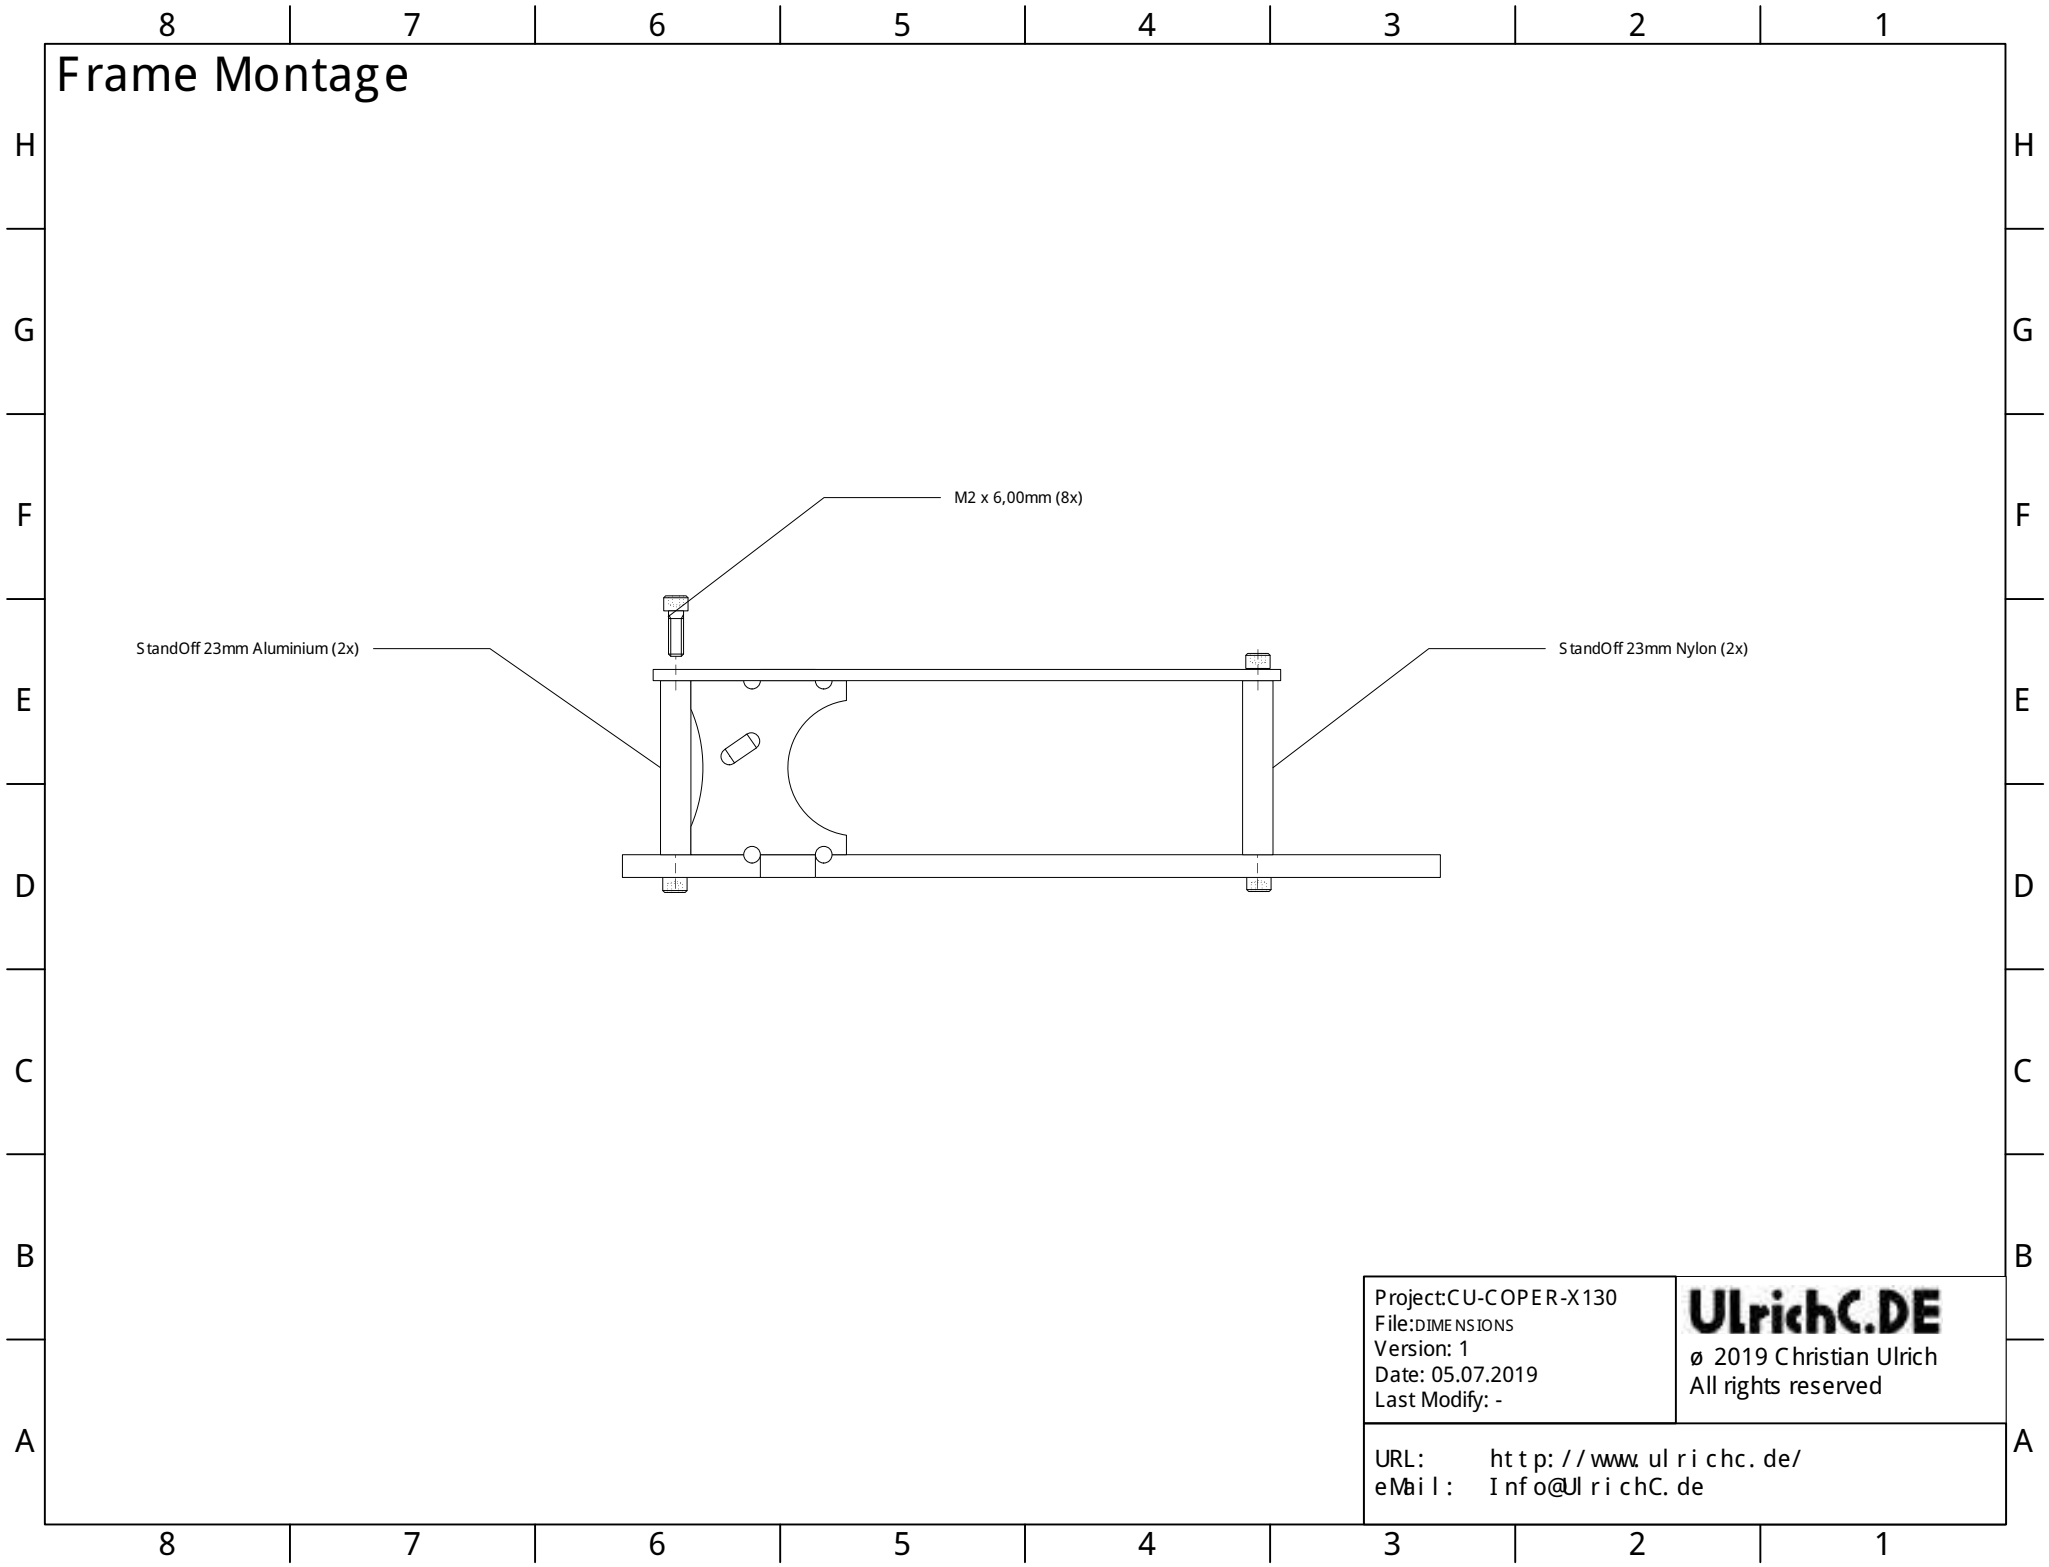 8 7 6 5 4 3 2 1
Frame Montage
H H
G G
M2 x 6,00mm (8x)
F F
StandOff 23mm Aluminium (2x)
StandOff 23mm Nylon (2x)
E E
D D
C C
B B
Project:CU-COPER-X130
File:DIMENSIONS
Version: 1
Date: 05.07.2019
Last Modify: -
UlrichC.DE
ø 2019 Christian Ulrich
All rights reserved
A A
URL: http://www.ulrichc.de/
eMail: Info@UlrichC.de
8 7 6 5 4 3 2 1